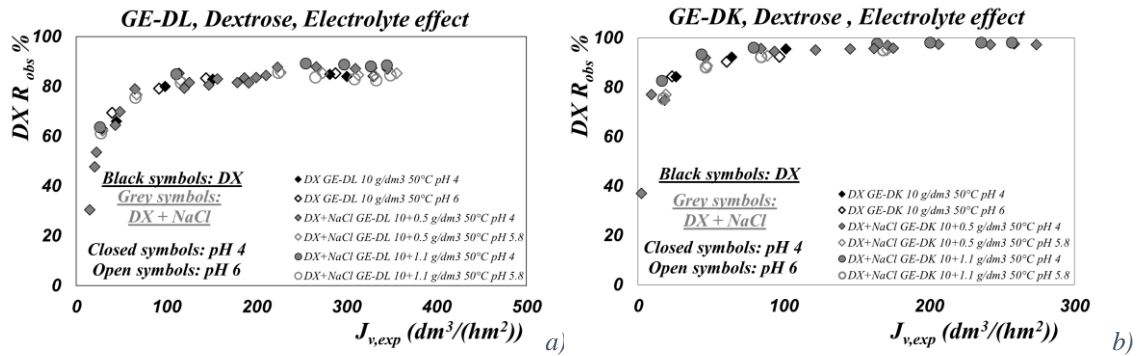 GE-DL, Dextrose, Electrolyte effect
DX R_obs %
100
80
60
40
20
0
Black symbols: DX
Grey symbols:
DX + NaCl
Closed symbols: pH 4
Open symbols: pH 6
DX GE-DL 10 g/dm3 50°C pH 4
DX GE-DL 10 g/dm3 50°C pH 6
DX+NaCl GE-DL 10+0.5 g/dm3 50°C pH 4
DX+NaCl GE-DL 10+0.5 g/dm3 50°C pH 5.8
DX+NaCl GE-DL 10+1.1 g/dm3 50°C pH 4
DX+NaCl GE-DL 10+1.1 g/dm3 50°C pH 5.8
0 100 200 300 400 500
J_v,exp (dm³/(hm²))
a)
GE-DK, Dextrose , Electrolyte effect
DX R_obs %
100
80
60
40
20
0
Black symbols: DX
Grey symbols:
DX + NaCl
Closed symbols: pH 4
Open symbols: pH 6
DX GE-DK 10 g/dm3 50°C pH 4
DX GE-DK 10 g/dm3 50°C pH 6
DX+NaCl GE-DK 10+0.5 g/dm3 50°C pH 4
DX+NaCl GE-DK 10+0.5 g/dm3 50°C pH 5.8
DX+NaCl GE-DK 10+1.1 g/dm3 50°C pH 4
DX+NaCl GE-DK 10+1.1 g/dm3 50°C pH 5.8
0 100 200 300
J_v,exp (dm³/(hm²))
b)